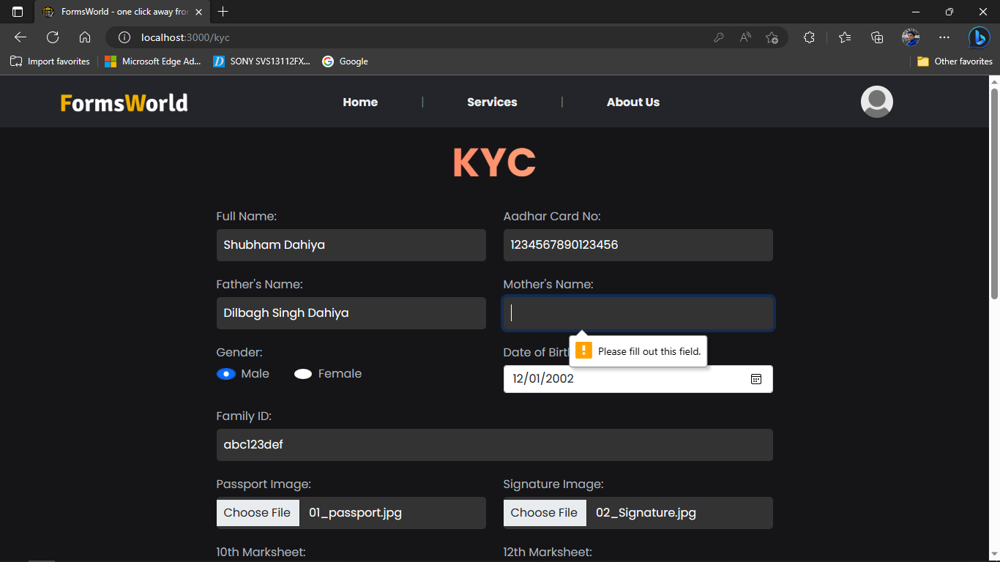 FormsWorld - one click away fro
localhost:3000/kyc
Import favorites
Microsoft Edge Ad...
SONY SVS13112FX...
Google
Other favorites
FormsWorld
Home | Services | About Us
KYC
Full Name:
Aadhar Card No:
Shubham Dahiya
1234567890123456
Father's Name:
Mother's Name:
Dilbagh Singh Dahiya
Please fill out this field.
Gender:
Date of Birt
Male
Female
12/01/2002
Family ID:
abc123def
Passport Image:
Signature Image:
Choose File 01_passport.jpg
Choose File 02_Signature.jpg
10th Marksheet:
12th Marksheet: